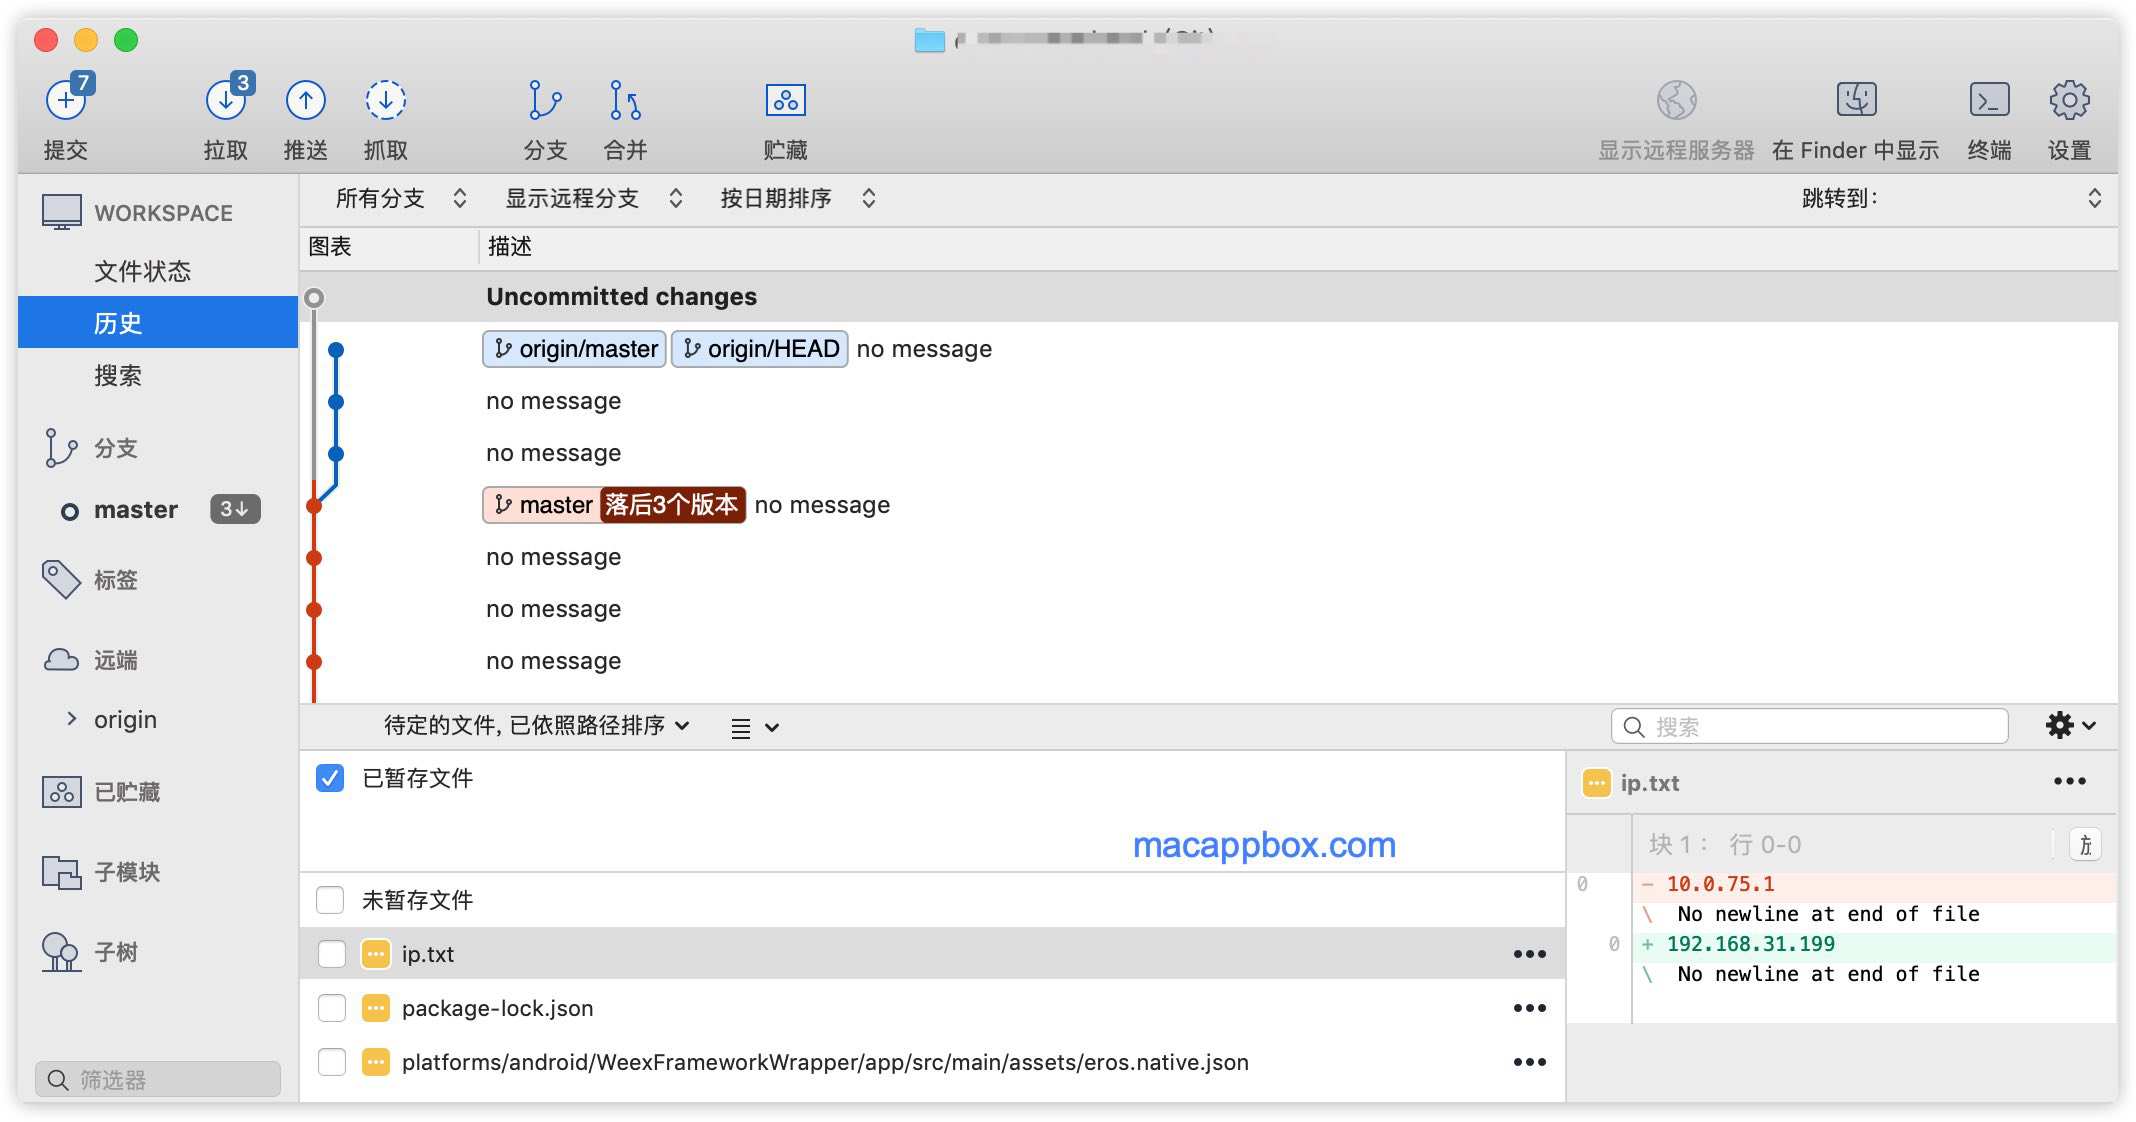 7
3
提交
拉取
推送
抓取
分支
合并
贮藏
显示远程服务器
在 Finder 中显示
终端
设置
WORKSPACE
文件状态
历史
搜索
分支
master 3↓
标签
远端
origin
已贮藏
子模块
子树
筛选器
所有分支
显示远程分支
按日期排序
跳转到：
图表
描述
Uncommitted changes
origin/master origin/HEAD no message
no message
no message
master 落后3个版本 no message
no message
no message
no message
待定的文件, 已依照路径排序
搜索
已暂存文件
macappbox.com
未暂存文件
ip.txt
package-lock.json
platforms/android/WeexFrameworkWrapper/app/src/main/assets/eros.native.json
ip.txt
块 1： 行 0-0
0 - 10.0.75.1
\ No newline at end of file
0 + 192.168.31.199
\ No newline at end of file